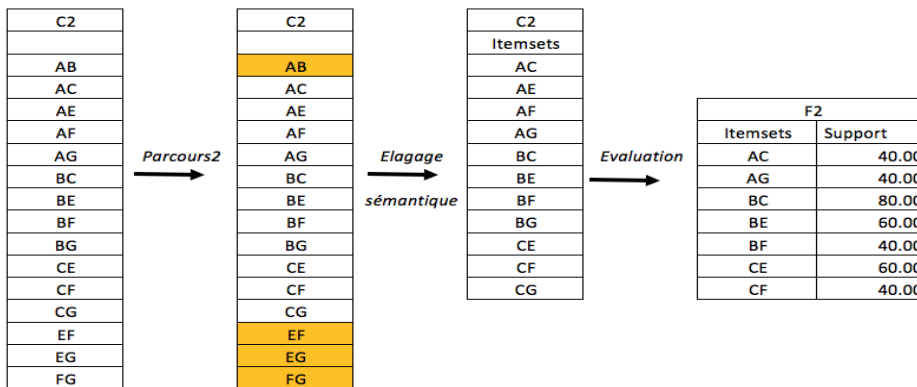 C2
AB
AC
AE
AF
AG
BC
BE
BF
BG
CE
CF
CG
EF
EG
FG
Parcours2
C2
AB
AC
AE
AF
AG
BC
BE
BF
BG
CE
CF
CG
EF
EG
FG
Elagage
sémantique
C2
Itemsets
AC
AE
AF
AG
BC
BE
BF
BG
CE
CF
CG
Evaluation
F2
Itemsets Support
AC 40.00
AG 40.00
BC 80.00
BE 60.00
BF 40.00
CE 60.00
CF 40.00